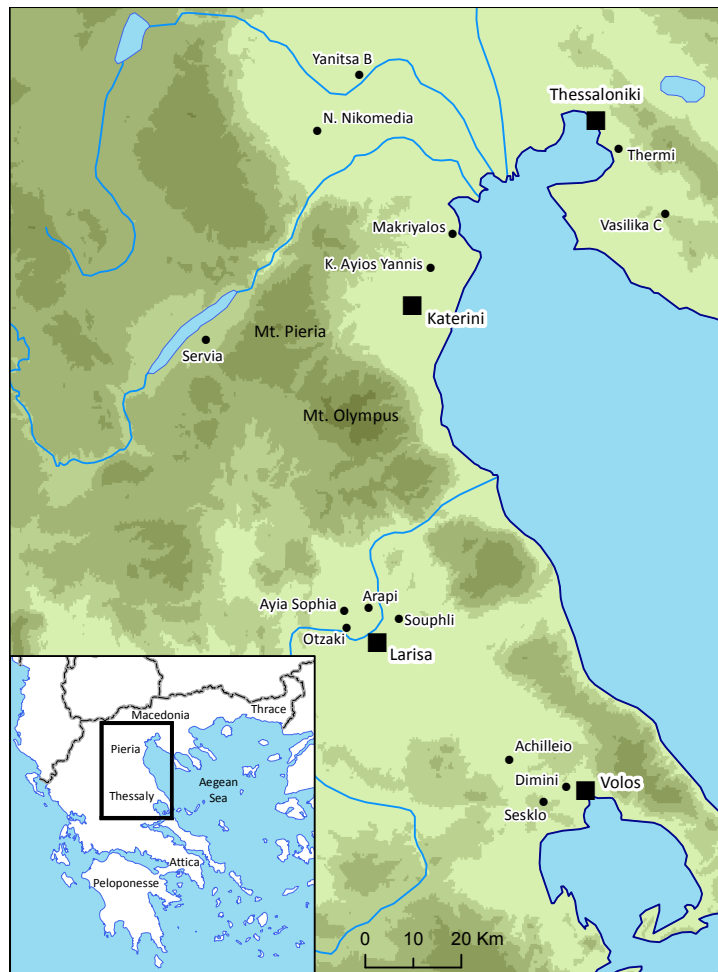 Yanitsa B
Thessaloniki
N. Nikomedia
Thermi
Vasilika C
Makriyalos
K. Ayios Yannis
Katerini
Mt. Pieria
Servia
Mt. Olympus
Arapi
Ayia Sophia
Souphli
Otzaki
Larisa
Achilleio
Dimini
Volos
Sesklo
Thrace
Macedonia
Pieria
Aegean
Sea
Thessaly
Attica
Peloponnese
0 10 20 Km